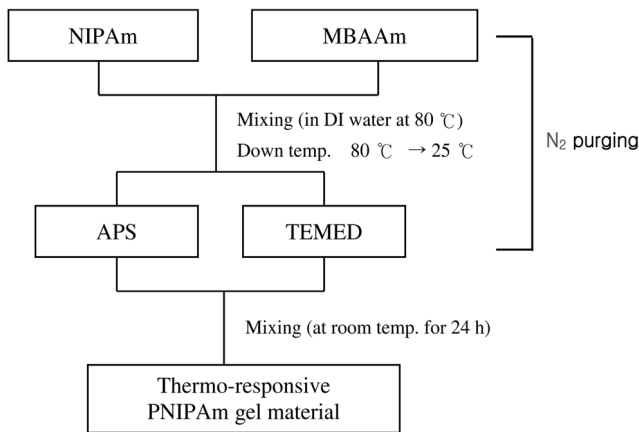 NIPAm
MBAAm
Mixing (in DI water at 80 ℃)
Down temp. 80 ℃ → 25 ℃
N₂ purging
APS
TEMED
Mixing (at room temp. for 24 h)
Thermo-responsive
PNIPAm gel material